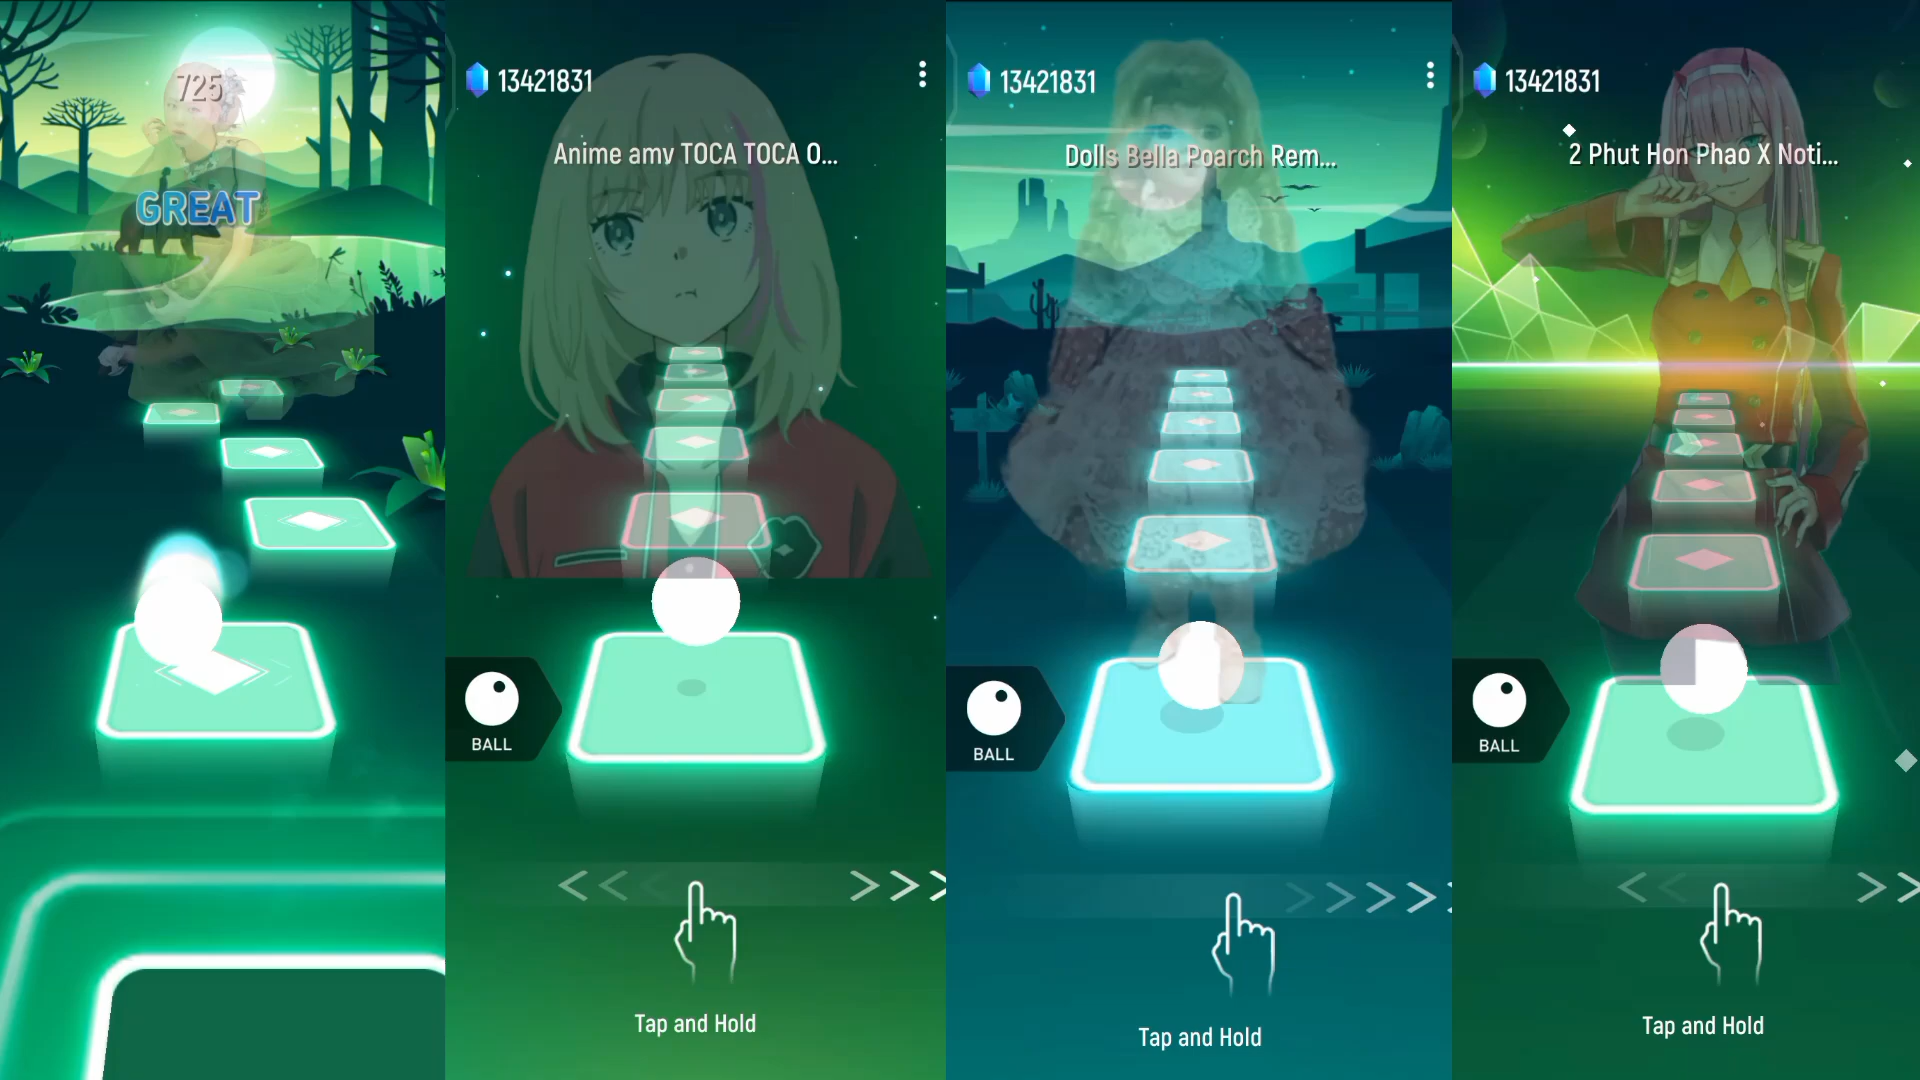 725
GREAT
13421831
Anime amv TOCA TOCA O...
BALL
Tap and Hold
13421831
Dolls Bella Poarch Rem...
BALL
Tap and Hold
13421831
2 Phut Hon Phao X Noti...
BALL
Tap and Hold